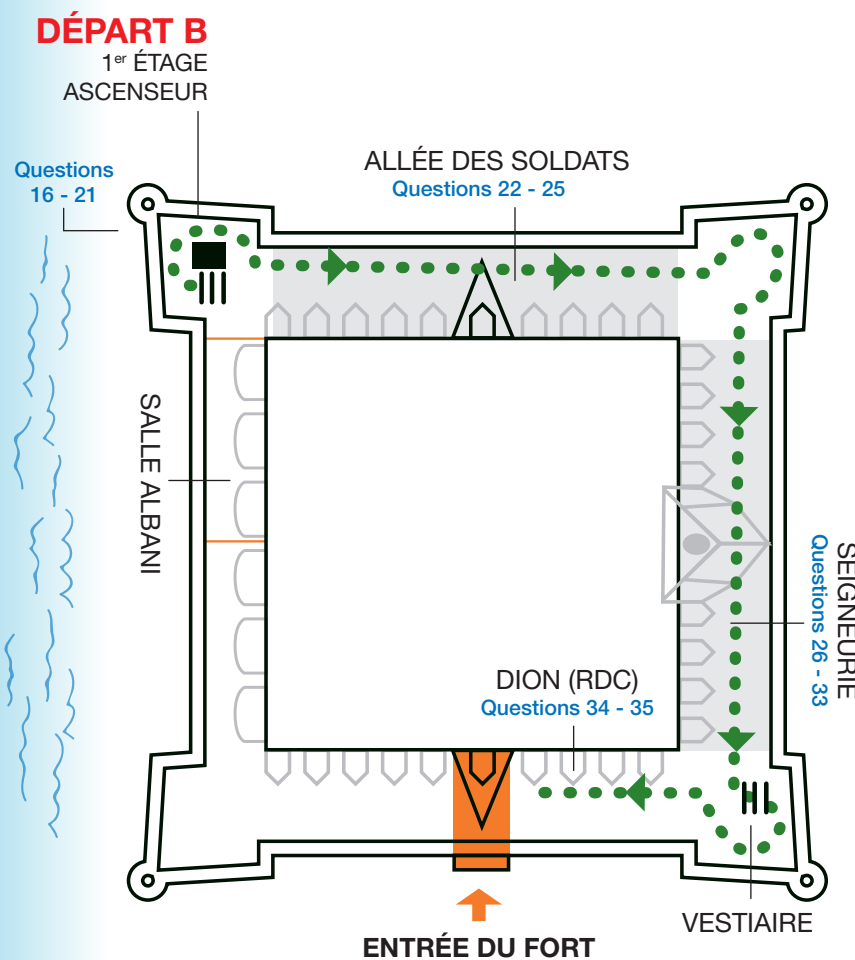 DÉPART B
1er ÉTAGE
ASCENSEUR
Questions
16 - 21
ALLÉE DES SOLDATS
Questions 22 - 25
SALLE ALBANI
SEIGNEURIE
Questions 26 - 33
DION (RDC)
Questions 34 - 35
VESTIAIRE
ENTRÉE DU FORT